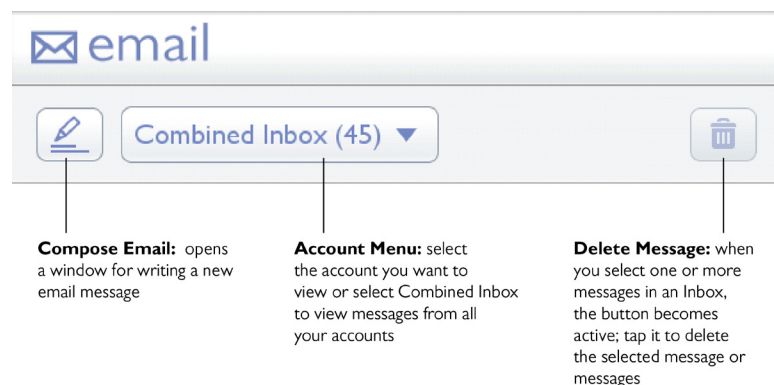 email
Combined Inbox (45)
Compose Email: opens
a window for writing a new
email message
Account Menu: select
the account you want to
view or select Combined Inbox
to view messages from all
your accounts
Delete Message: when
you select one or more
messages in an Inbox,
the button becomes
active; tap it to delete
the selected message or
messages